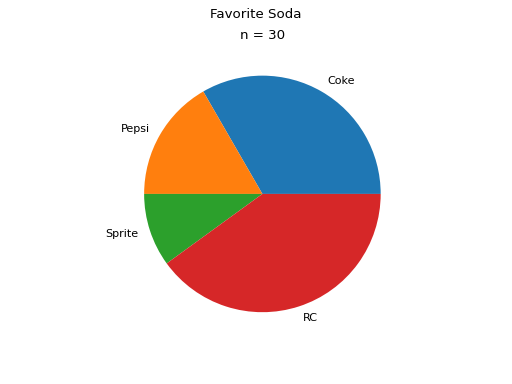 Favorite Soda
n = 30
Coke
Pepsi
Sprite
RC